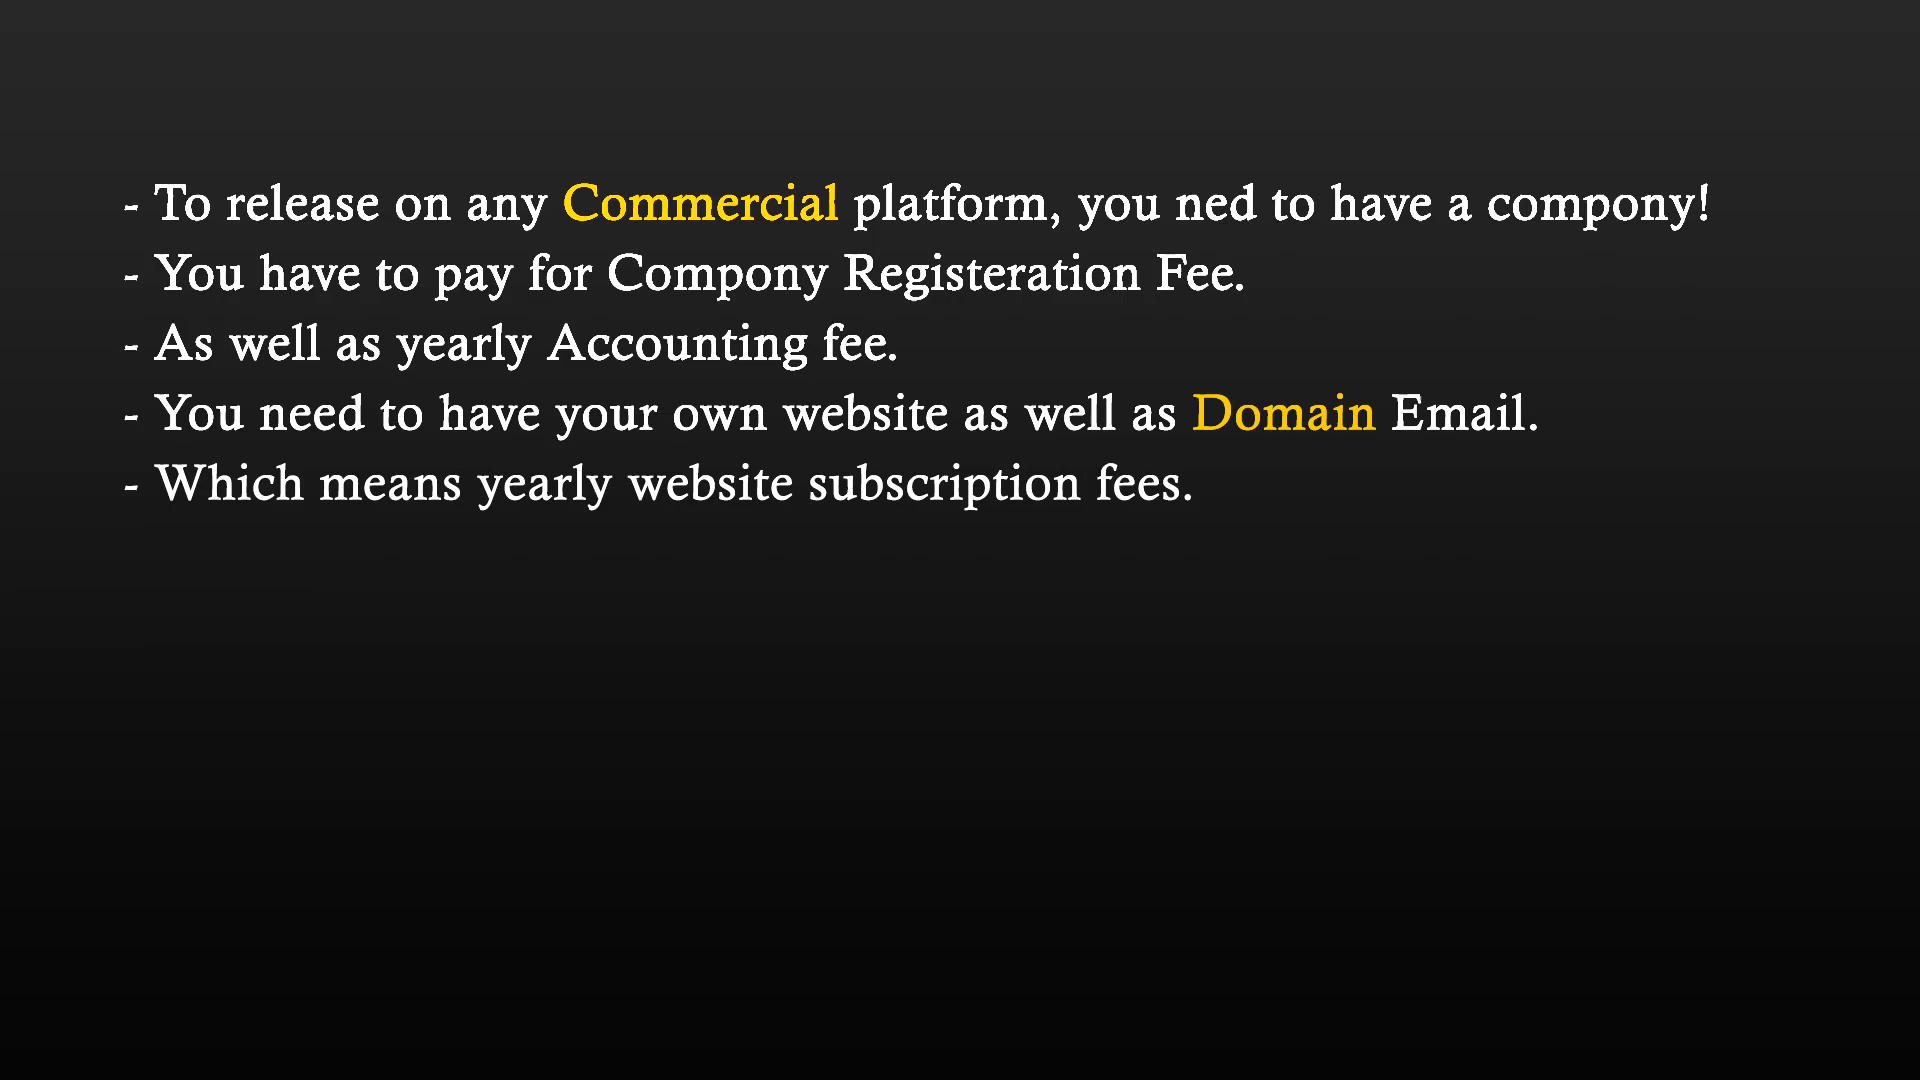 - To release on any Commercial platform, you ned to have a compony!
- You have to pay for Compony Registeration Fee.
- As well as yearly Accounting fee.
- You need to have your own website as well as Domain Email.
- Which means yearly website subscription fees.